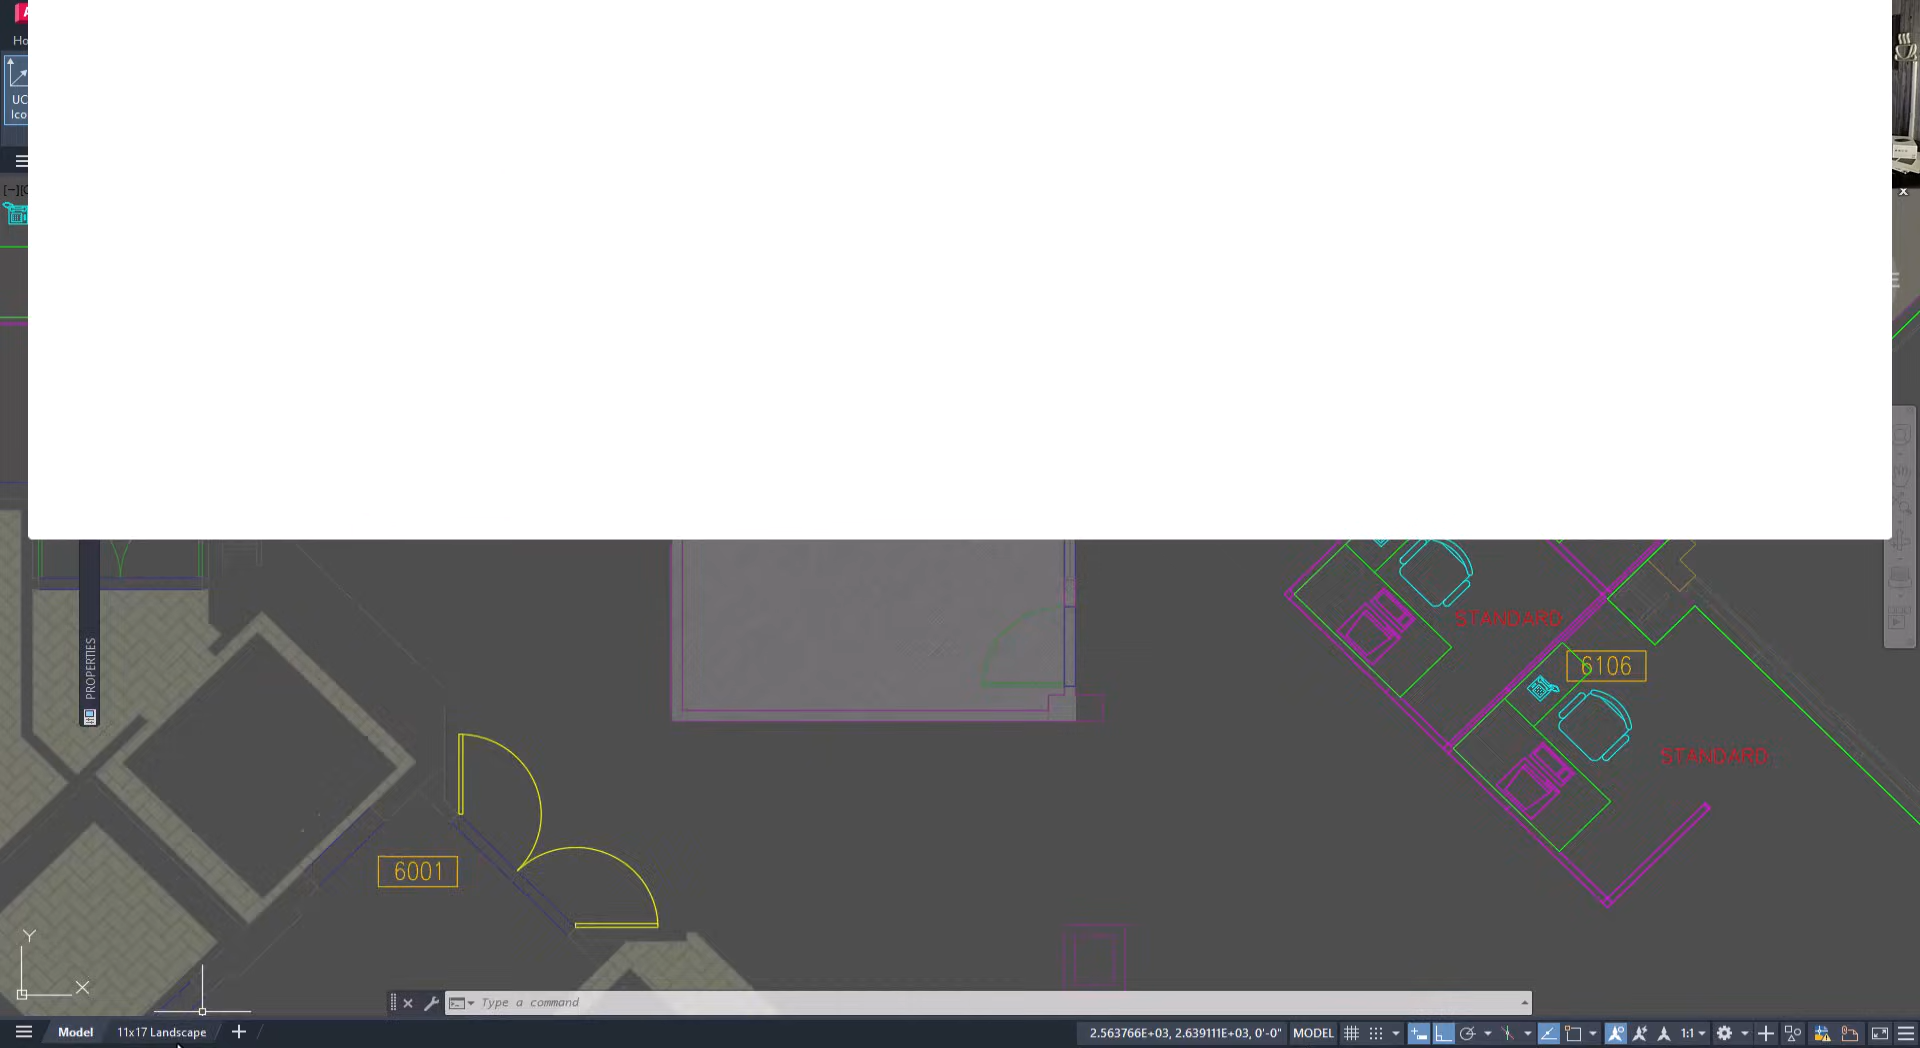 Ho
UC
Ico
[−][
x
PROPERTIES
STANDARD
6106
STANDARD
6001
Y
X
Type a command
Model
11x17 Landscape
2.563766E+03, 2.639111E+03, 0'-0"
MODEL
1:1